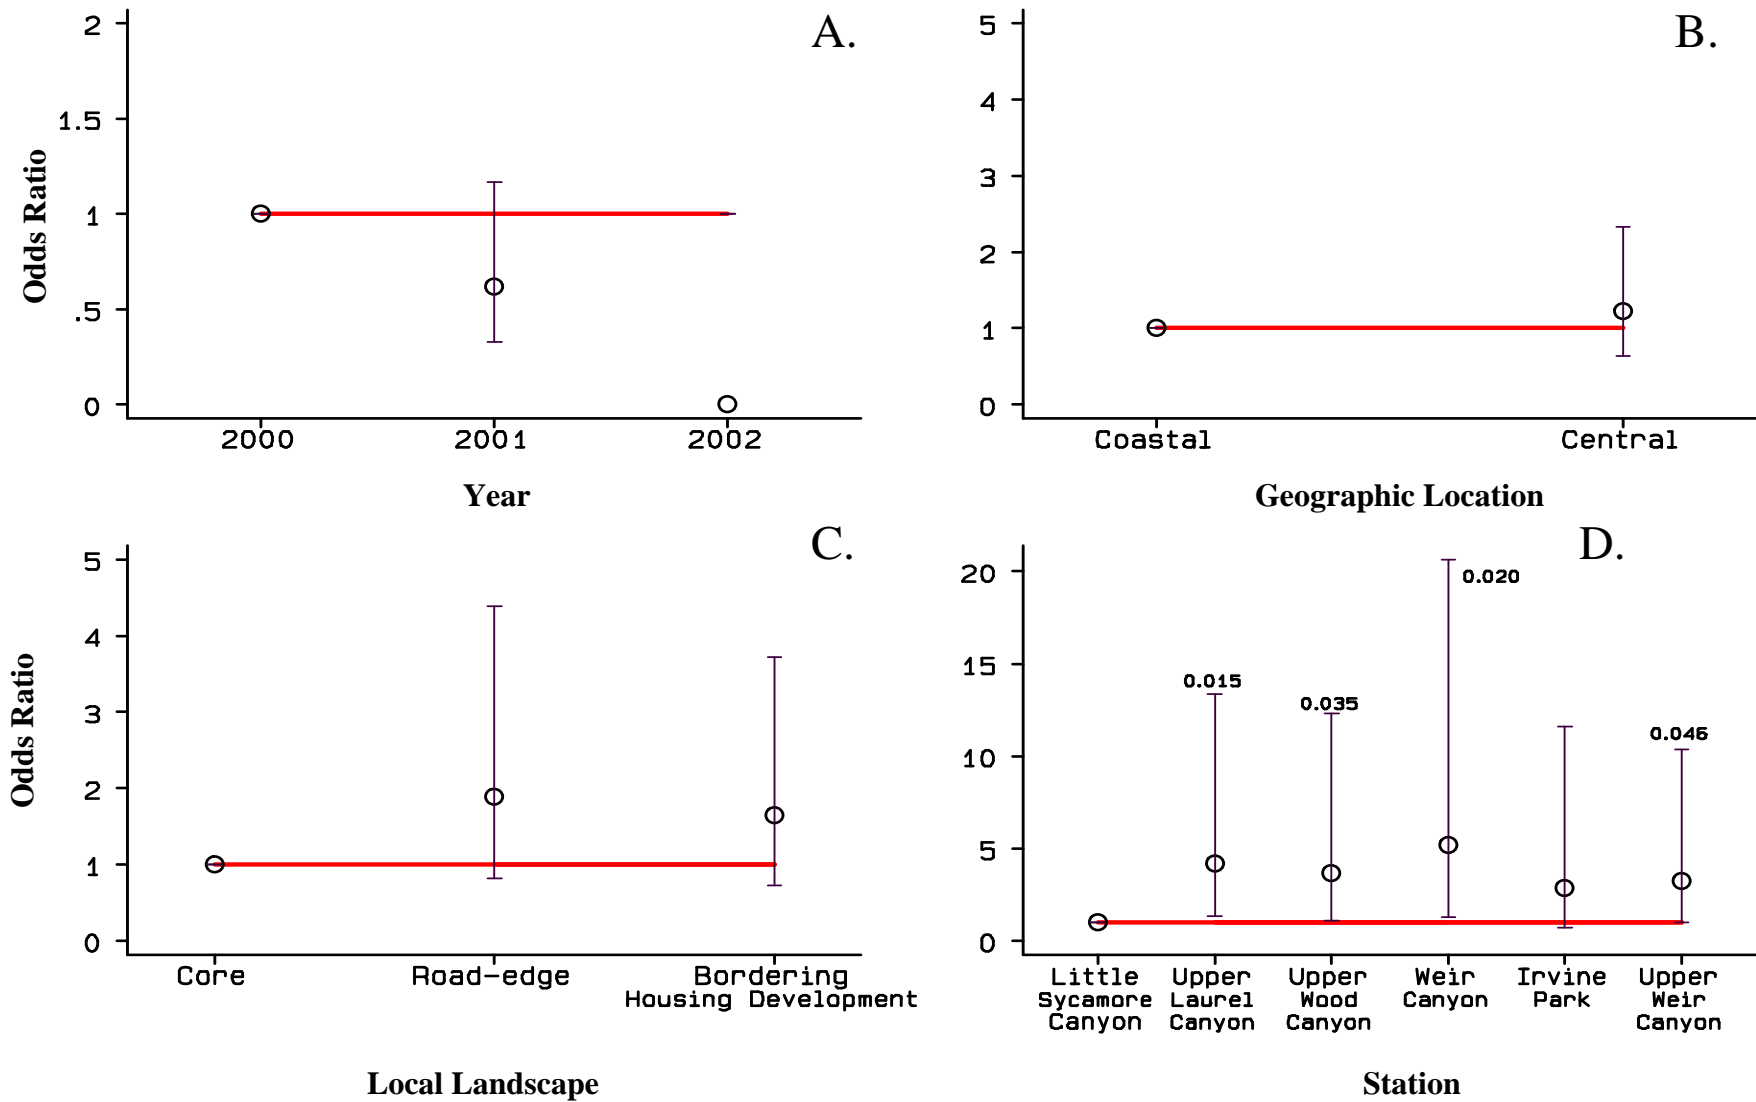 A.
2
1.5
1
.5
0
Odds Ratio
2000 2001 2002
Year
B.
5
4
3
2
1
0
Coastal Central
Geographic Location
C.
5
4
3
2
1
0
Odds Ratio
Core Road-edge Bordering
Housing Development
Local Landscape
D.
20
15
10
5
0
0.015
0.035
0.020
0.046
Little Upper Upper Weir Irvine Upper
Sycamore Laurel Wood Canyon Park Weir
Canyon Canyon Canyon Canyon
Station